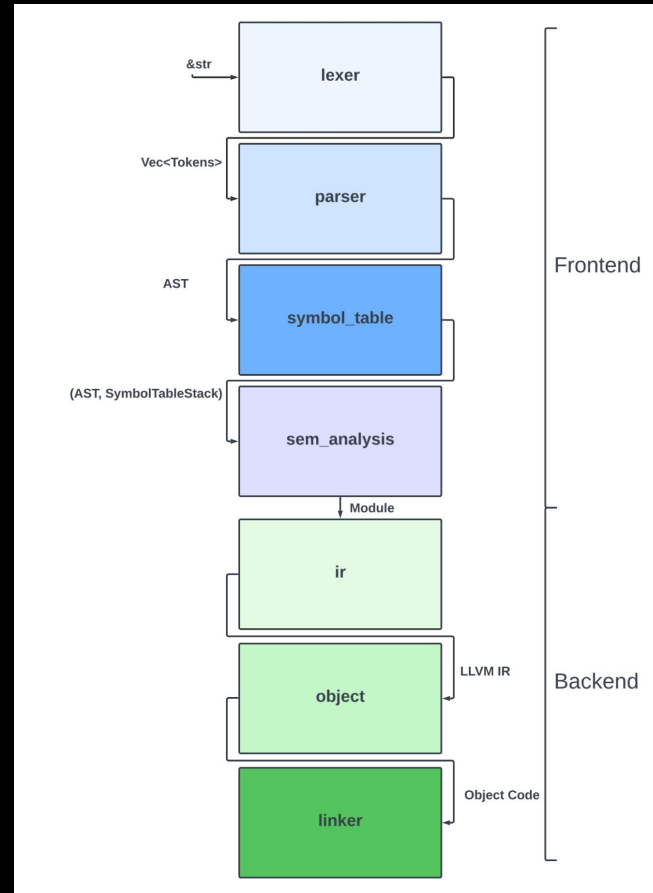 &str
lexer
Vec<Tokens>
parser
Frontend
AST
symbol_table
(AST, SymbolTableStack)
sem_analysis
Module
ir
LLVM IR
object
Backend
Object Code
linker